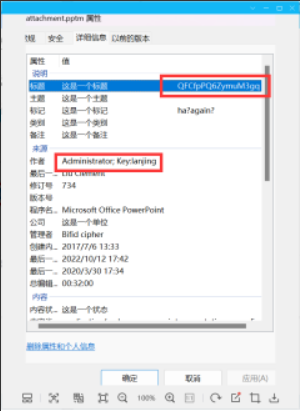 attachment.pptm 属性
常规 安全 详细信息 以前的版本
属性 值
说明
标题 这是一个标题 QFCfpPQ6ZymuM3gq
主题 这是一个主题
标记 这是一个标记 ha?again?
类别 这是一个类别
备注 这是一个备注
来源
作者 Administrator; Key:lanjing
最后一... Liu Clement
修订号 734
版本号
程序名... Microsoft Office PowerPoint
公司 这是一个单位
管理者 Bifid cipher
创建内... 2017/7/6 13:33
最后一... 2022/10/12 17:42
最后一... 2020/3/30 17:34
总编辑... 00:32:00
内容
内容状... 这是一个状态
删除属性和个人信息
确定 取消 应用(A)
100%